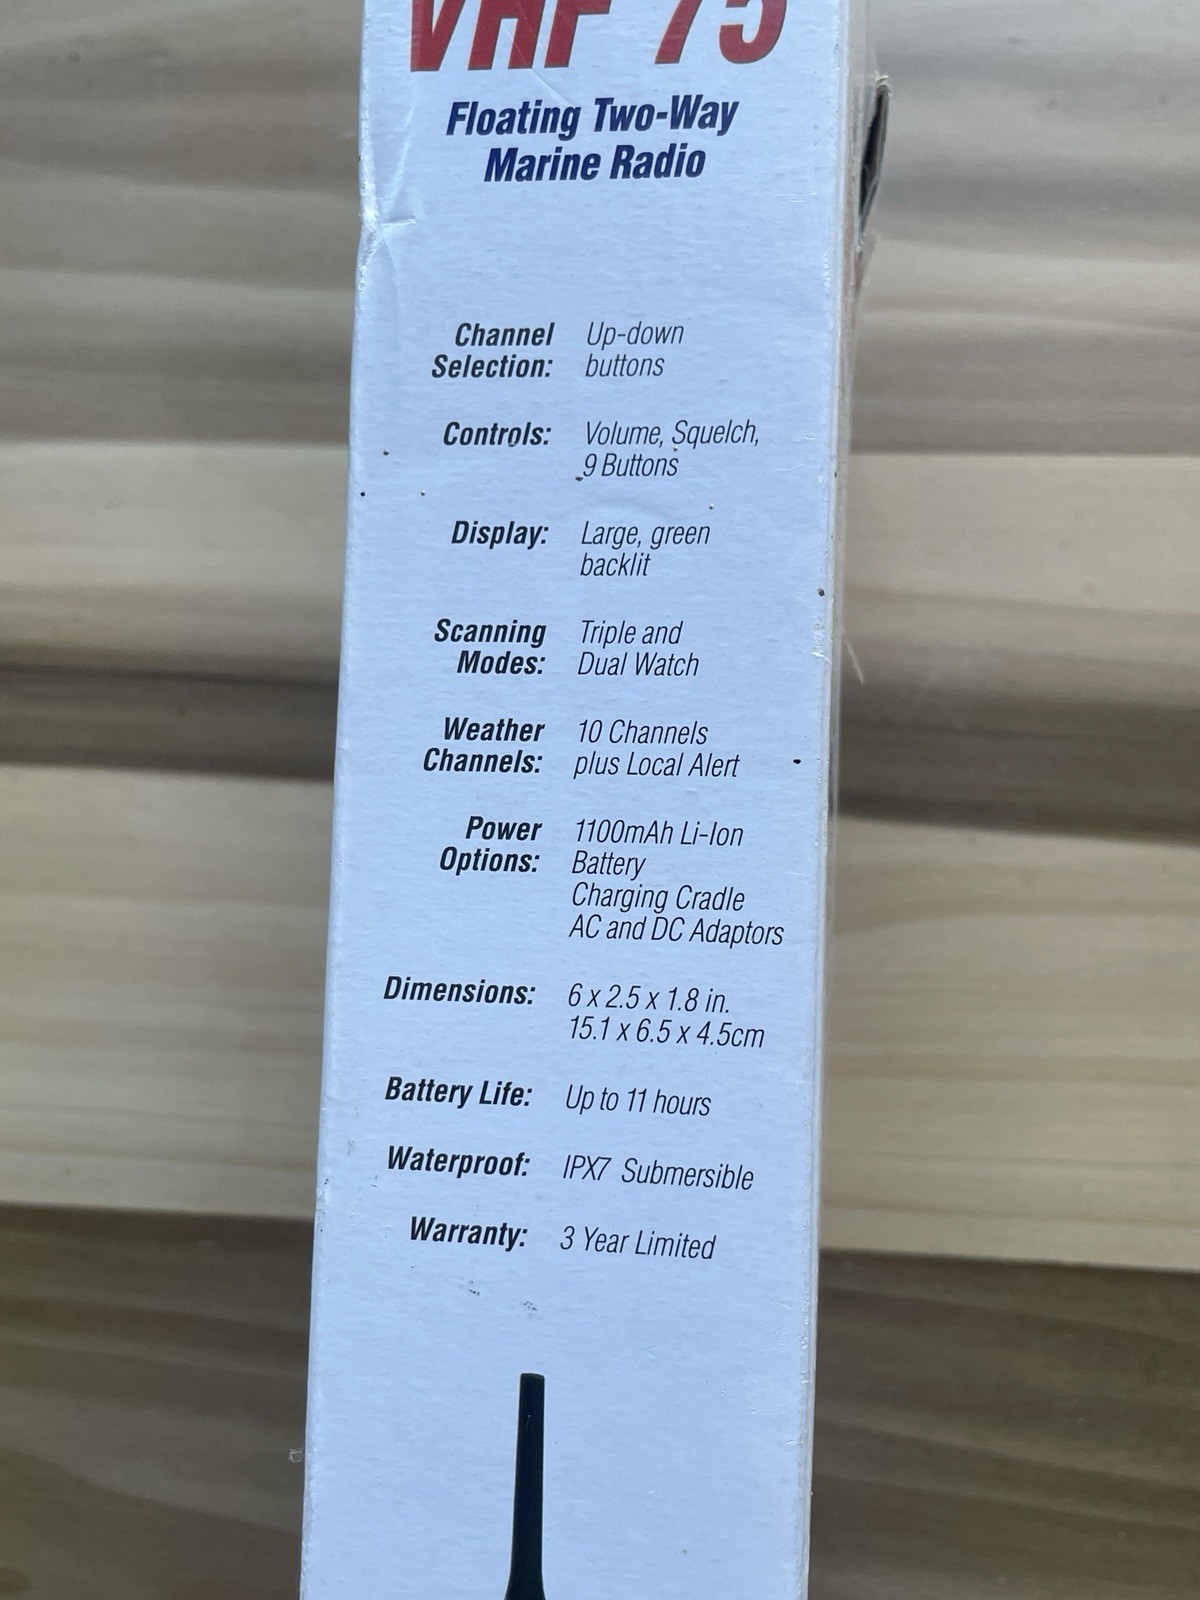 VHF 75
Floating Two-Way
Marine Radio
Channel Selection: Up-down
buttons
Controls: Volume, Squelch,
9 Buttons
Display: Large, green
backlit
Scanning Modes: Triple and
Dual Watch
Weather Channels: 10 Channels
plus Local Alert
Power Options: 1100mAh Li-Ion
Battery
Charging Cradle
AC and DC Adaptors
Dimensions: 6 x 2.5 x 1.8 in.
15.1 x 6.5 x 4.5cm
Battery Life: Up to 11 hours
Waterproof: IPX7 Submersible
Warranty: 3 Year Limited